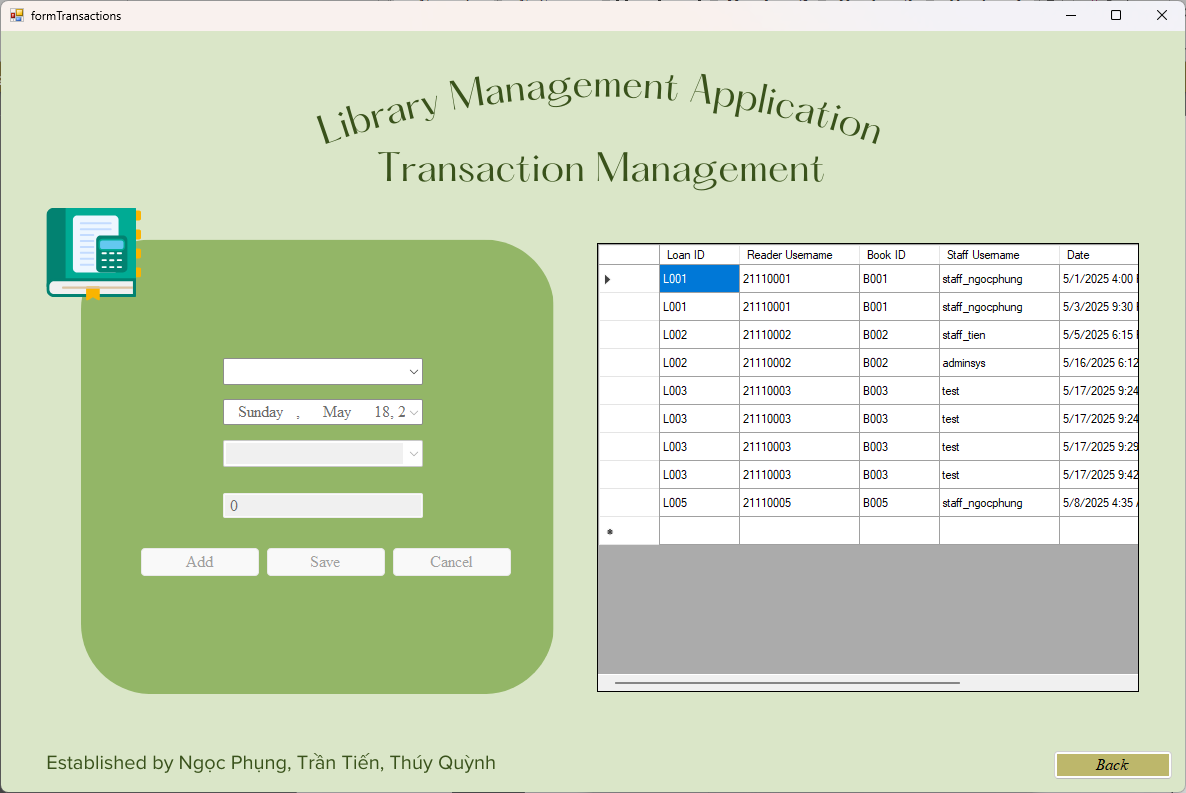 formTransactions
Library Management Application
Transaction Management
Loan ID Reader Username Book ID Staff Username Date
L001 21110001 B001 staff_ngocphung 5/1/2025 4:00
L001 21110001 B001 staff_ngocphung 5/3/2025 9:30
L002 21110002 B002 staff_tien 5/5/2025 6:15
L002 21110002 B002 adminsys 5/16/2025 6:12
L003 21110003 B003 test 5/17/2025 9:24
L003 21110003 B003 test 5/17/2025 9:24
L003 21110003 B003 test 5/17/2025 9:29
L003 21110003 B003 test 5/17/2025 9:42
L005 21110005 B005 staff_ngocphung 5/8/2025 4:35
Sunday , May 18, 2
0
Add Save Cancel
Established by Ngọc Phụng, Trần Tiến, Thúy Quỳnh
Back